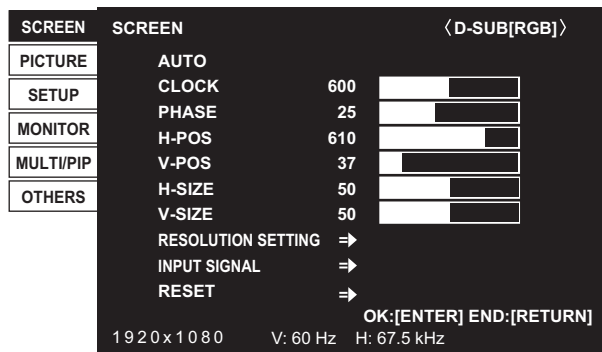 SCREEN
PICTURE
SETUP
MONITOR
MULTI/PIP
OTHERS
SCREEN 〈D-SUB[RGB]〉
AUTO
CLOCK 600
PHASE 25
H-POS 610
V-POS 37
H-SIZE 50
V-SIZE 50
RESOLUTION SETTING
INPUT SIGNAL
RESET
OK:[ENTER] END:[RETURN]
1920x1080 V: 60 Hz H: 67.5 kHz